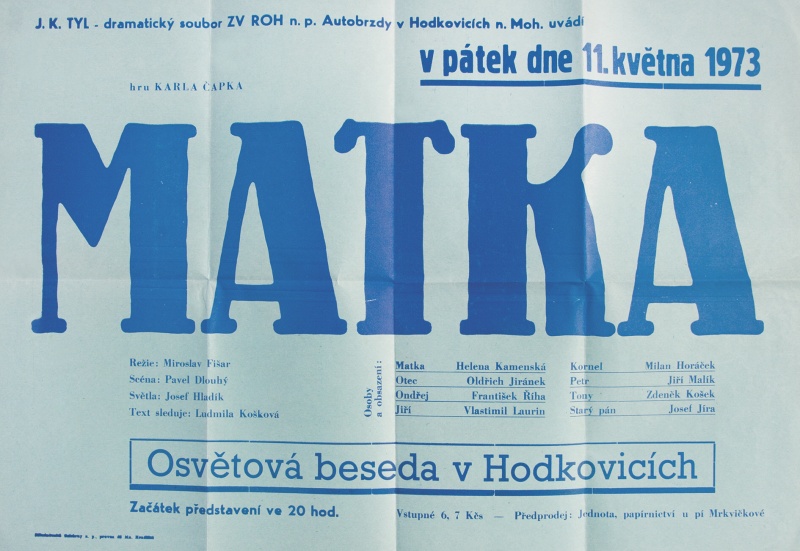 J. K. TYL - dramatický soubor ZV ROH n. p. Autobrzdy v Hodkovicích n. Moh. uvádí
v pátek dne 11. května 1973
hru KARLA ČAPKA
MATKA
Režie: Miroslav Fišar
Scéna: Pavel Dlouhý
Světla: Josef Hladík
Text sleduje: Ludmila Košková
Osoby
a obsazení:
Matka Helena Kamenská
Otec Oldřich Jiránek
Ondřej František Říha
Jiří Vlastimil Laurin
Kornel Milan Horáček
Petr Jiří Malík
Tony Zdeněk Košek
Starý pán Josef Jíra
Osvětová beseda v Hodkovicích
Začátek představení ve 20 hod.
Vstupné 6, 7 Kčs — Předprodej: Jednota, papírnictví u pí Mrkvičkové